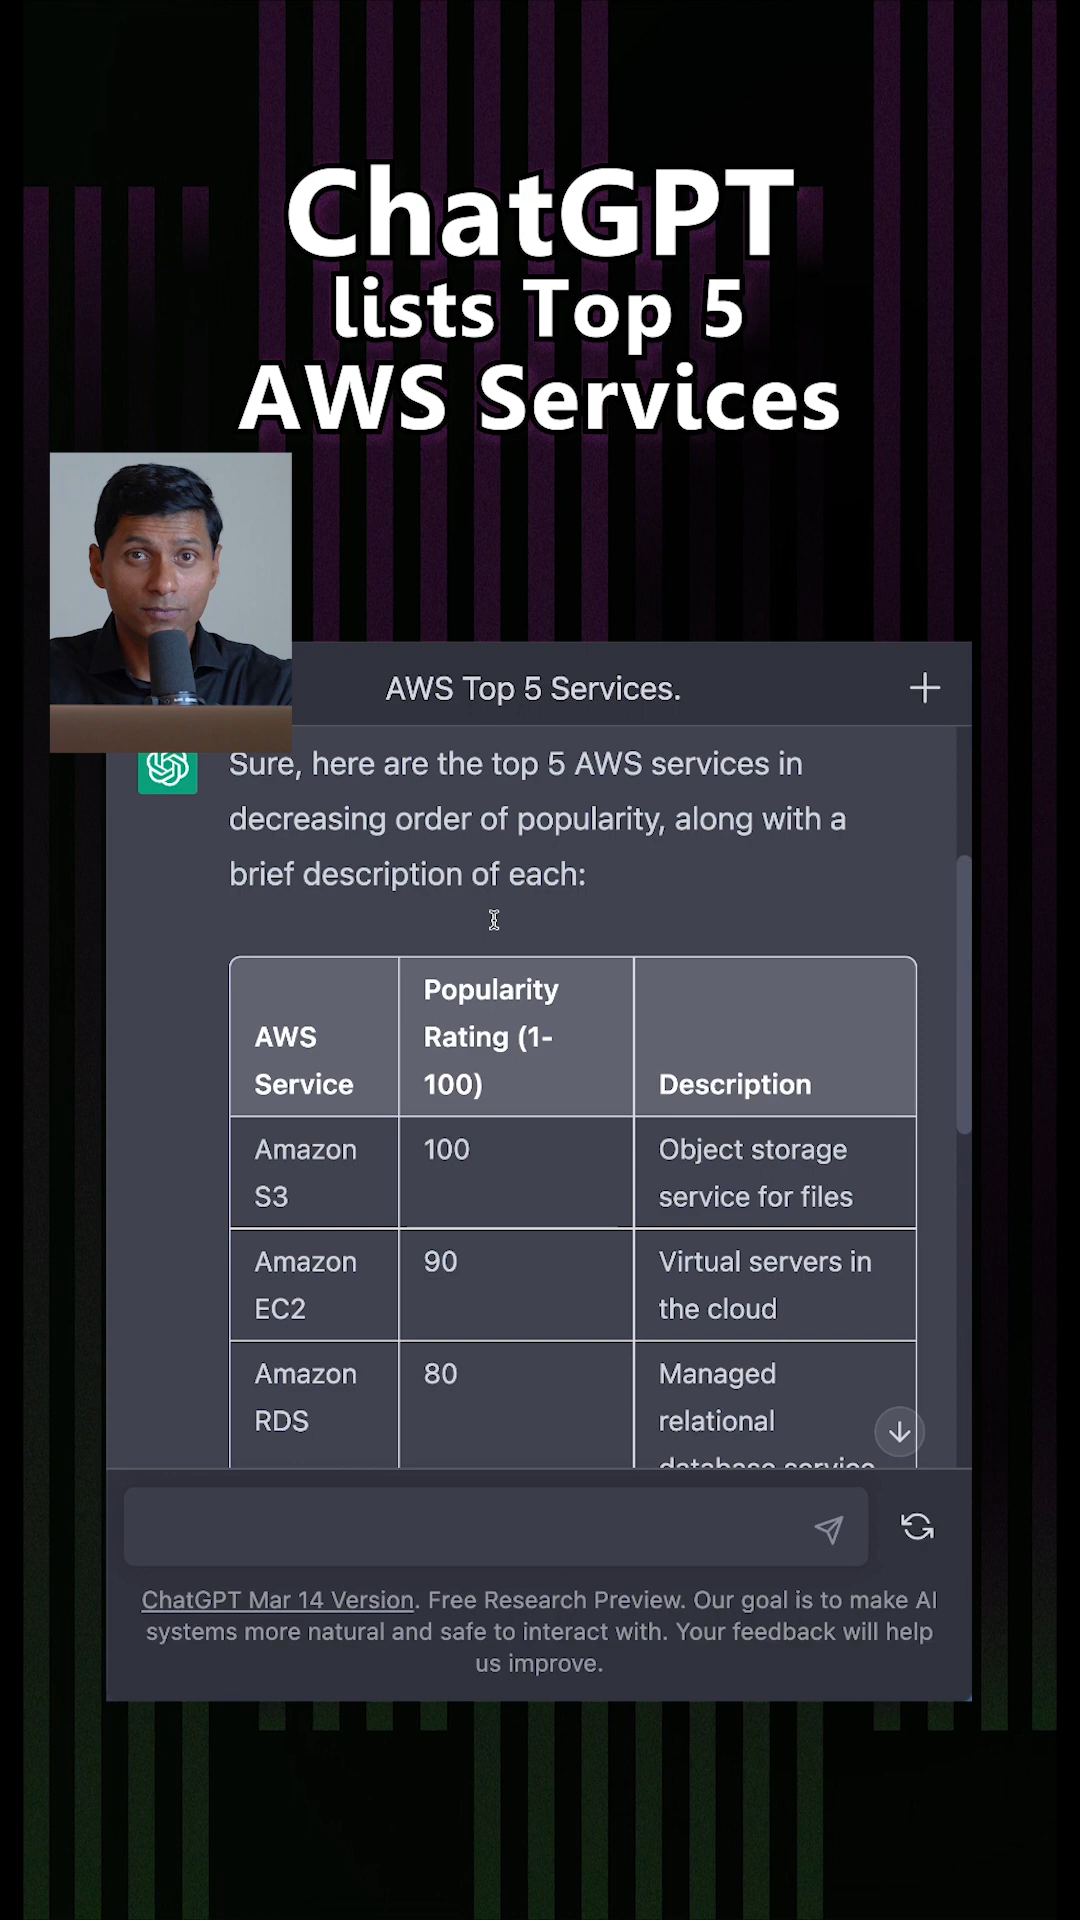 ChatGPT
lists Top 5
AWS Services
AWS Top 5 Services.
Sure, here are the top 5 AWS services in
decreasing order of popularity, along with a
brief description of each:
AWS
Service
Popularity
Rating (1-
100)
Description
Amazon
S3
100
Object storage
service for files
Amazon
EC2
90
Virtual servers in
the cloud
Amazon
RDS
80
Managed
relational
database service
ChatGPT Mar 14 Version. Free Research Preview. Our goal is to make AI
systems more natural and safe to interact with. Your feedback will help
us improve.